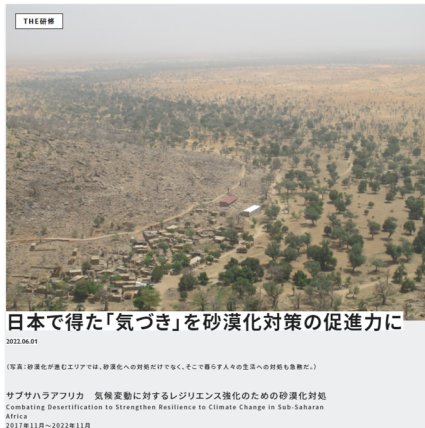 THE研修
日本で得た「気づき」を砂漠化対策の促進力に
2022.06.01
（写真：砂漠化が進むエリアでは、砂漠化への対処だけでなく、そこで暮らす人々の生活への対処も急務だ。）
サブサハラアフリカ　気候変動に対するレジリエンス強化のための砂漠化対処
Combating Desertification to Strengthen Resilience to Climate Change in Sub-Saharan
Africa
2017年11月～2022年11月